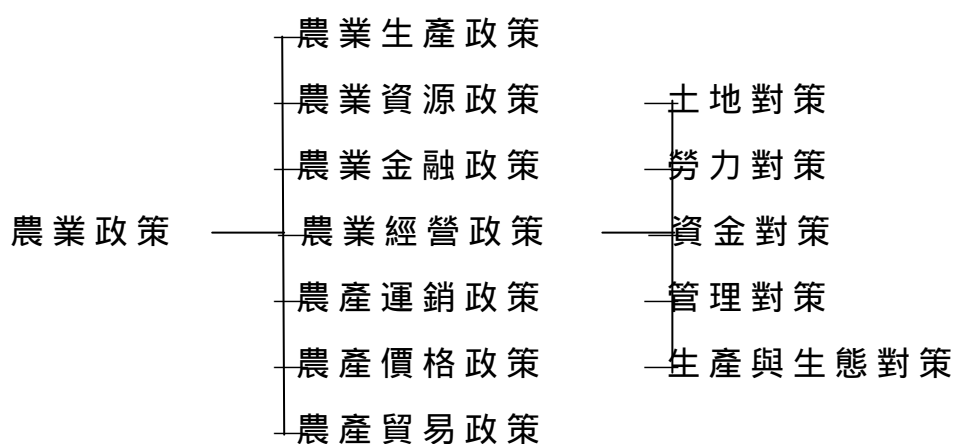 農業生產政策
農業資源政策 土地對策
農業金融政策 勞力對策
農業政策 農業經營政策 資金對策
農產運銷政策 管理對策
農產價格政策 生產與生態對策
農產貿易政策